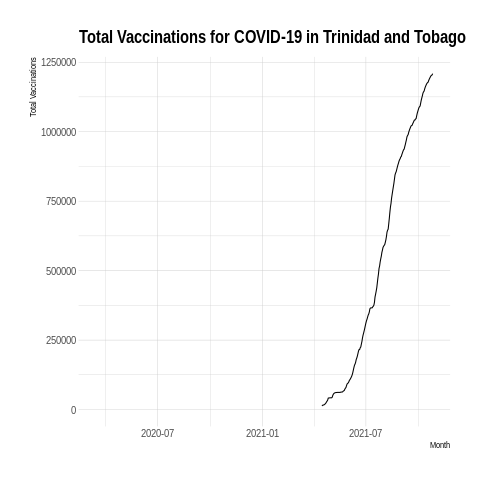 Total Vaccinations for COVID-19 in Trinidad and Tobago
Total Vaccinations
1250000
1000000
750000
500000
250000
0
2020-07 2021-01 2021-07
Month